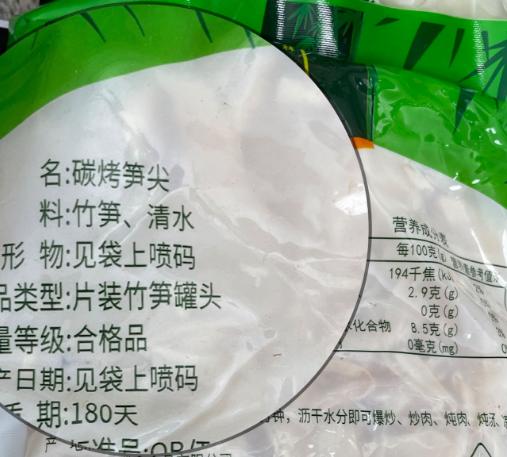 名:碳烤笋尖
料:竹笋、清水
形 物:见袋上喷码
品类型:片装竹笋罐头
量等级:合格品
产日期:见袋上喷码
质 期:180天
营养成分表
每100克(g)
194千焦(kJ)
2.9克(g)
0克(g)
化合物 8.5克(g)
0毫克(mg)
沥干水分即可爆炒、炒肉、炖肉、炖汤